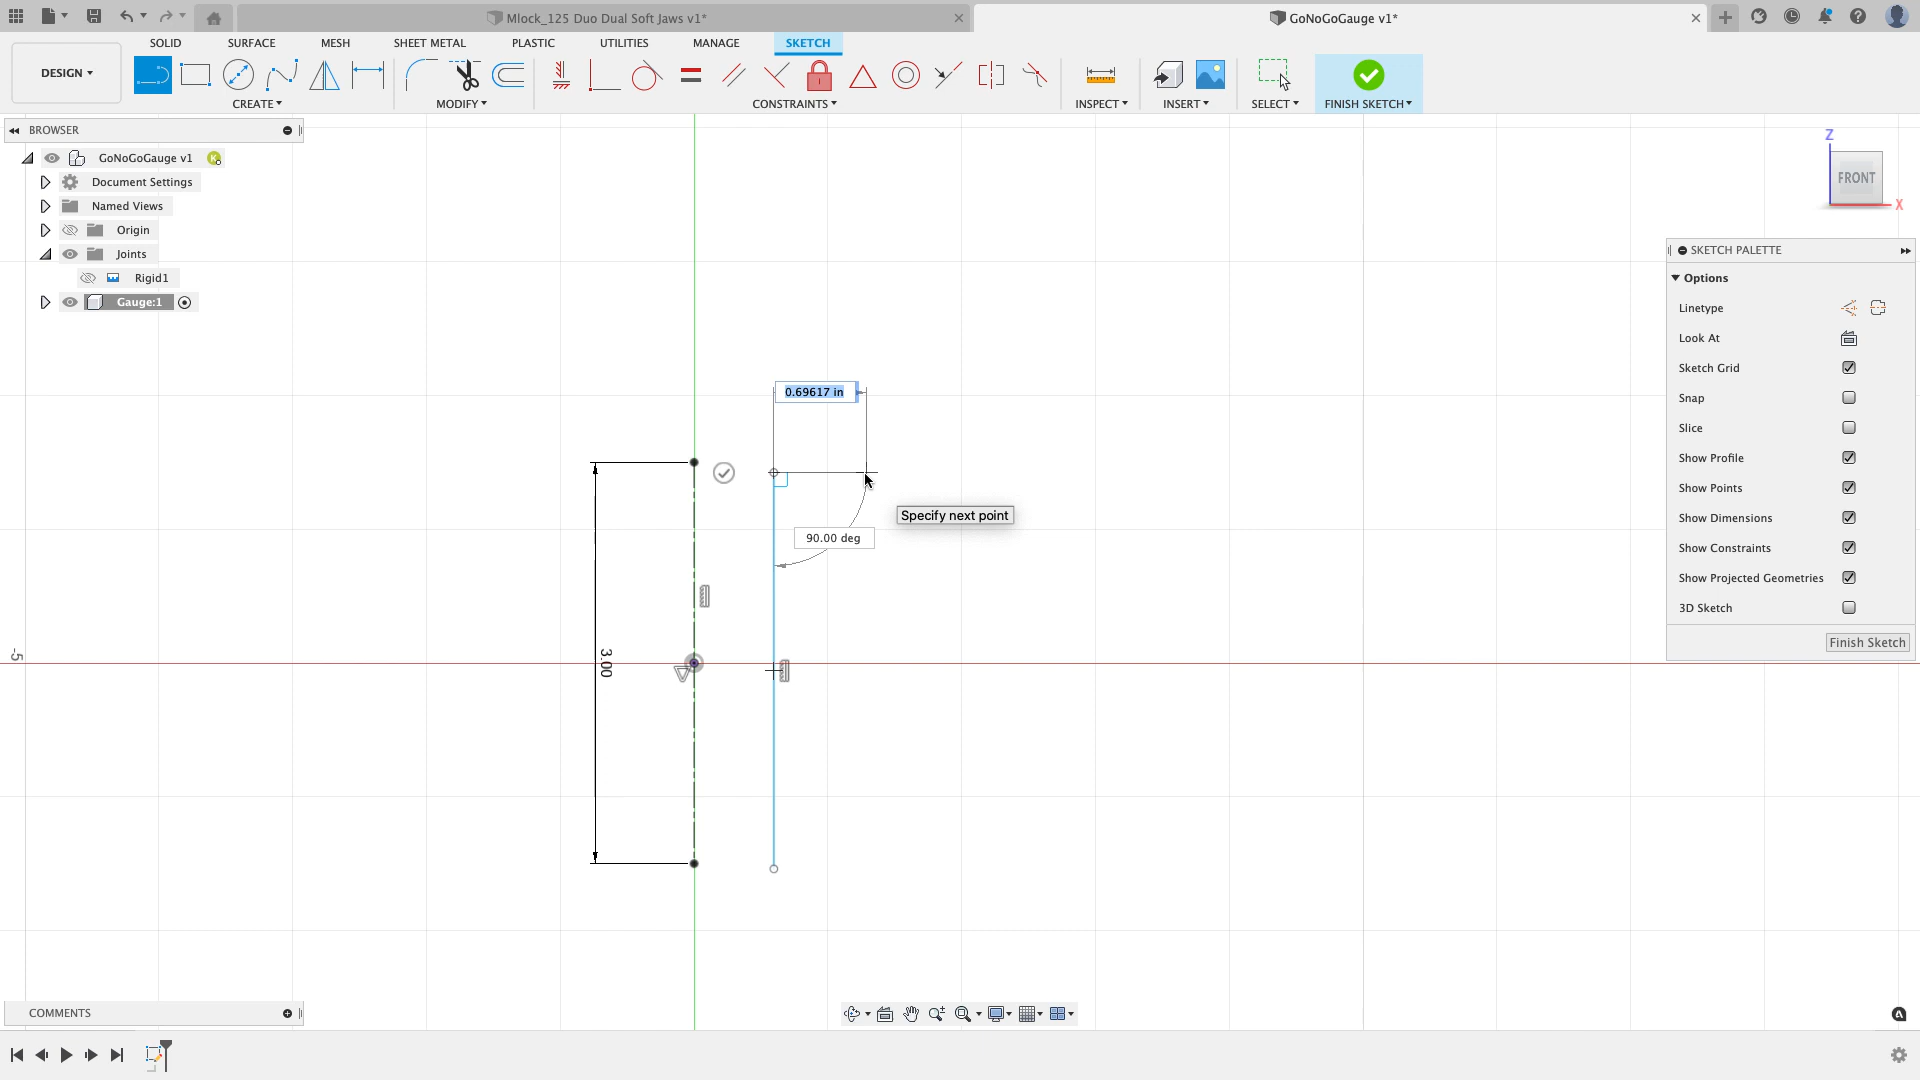 Mlock_125 Duo Dual Soft Jaws v1*
GoNoGoGauge v1*
SOLID
SURFACE
MESH
SHEET METAL
PLASTIC
UTILITIES
MANAGE
SKETCH
DESIGN
CREATE
MODIFY
CONSTRAINTS
INSPECT
INSERT
SELECT
FINISH SKETCH
BROWSER
GoNoGoGauge v1
Document Settings
Named Views
Origin
Joints
Rigid1
Gauge:1
Z
FRONT
X
SKETCH PALETTE
Options
Linetype
Look At
Sketch Grid
Snap
Slice
Show Profile
Show Points
Show Dimensions
Show Constraints
Show Projected Geometries
3D Sketch
Finish Sketch
0.69617 in
Specify next point
90.00 deg
3.00
-5
COMMENTS